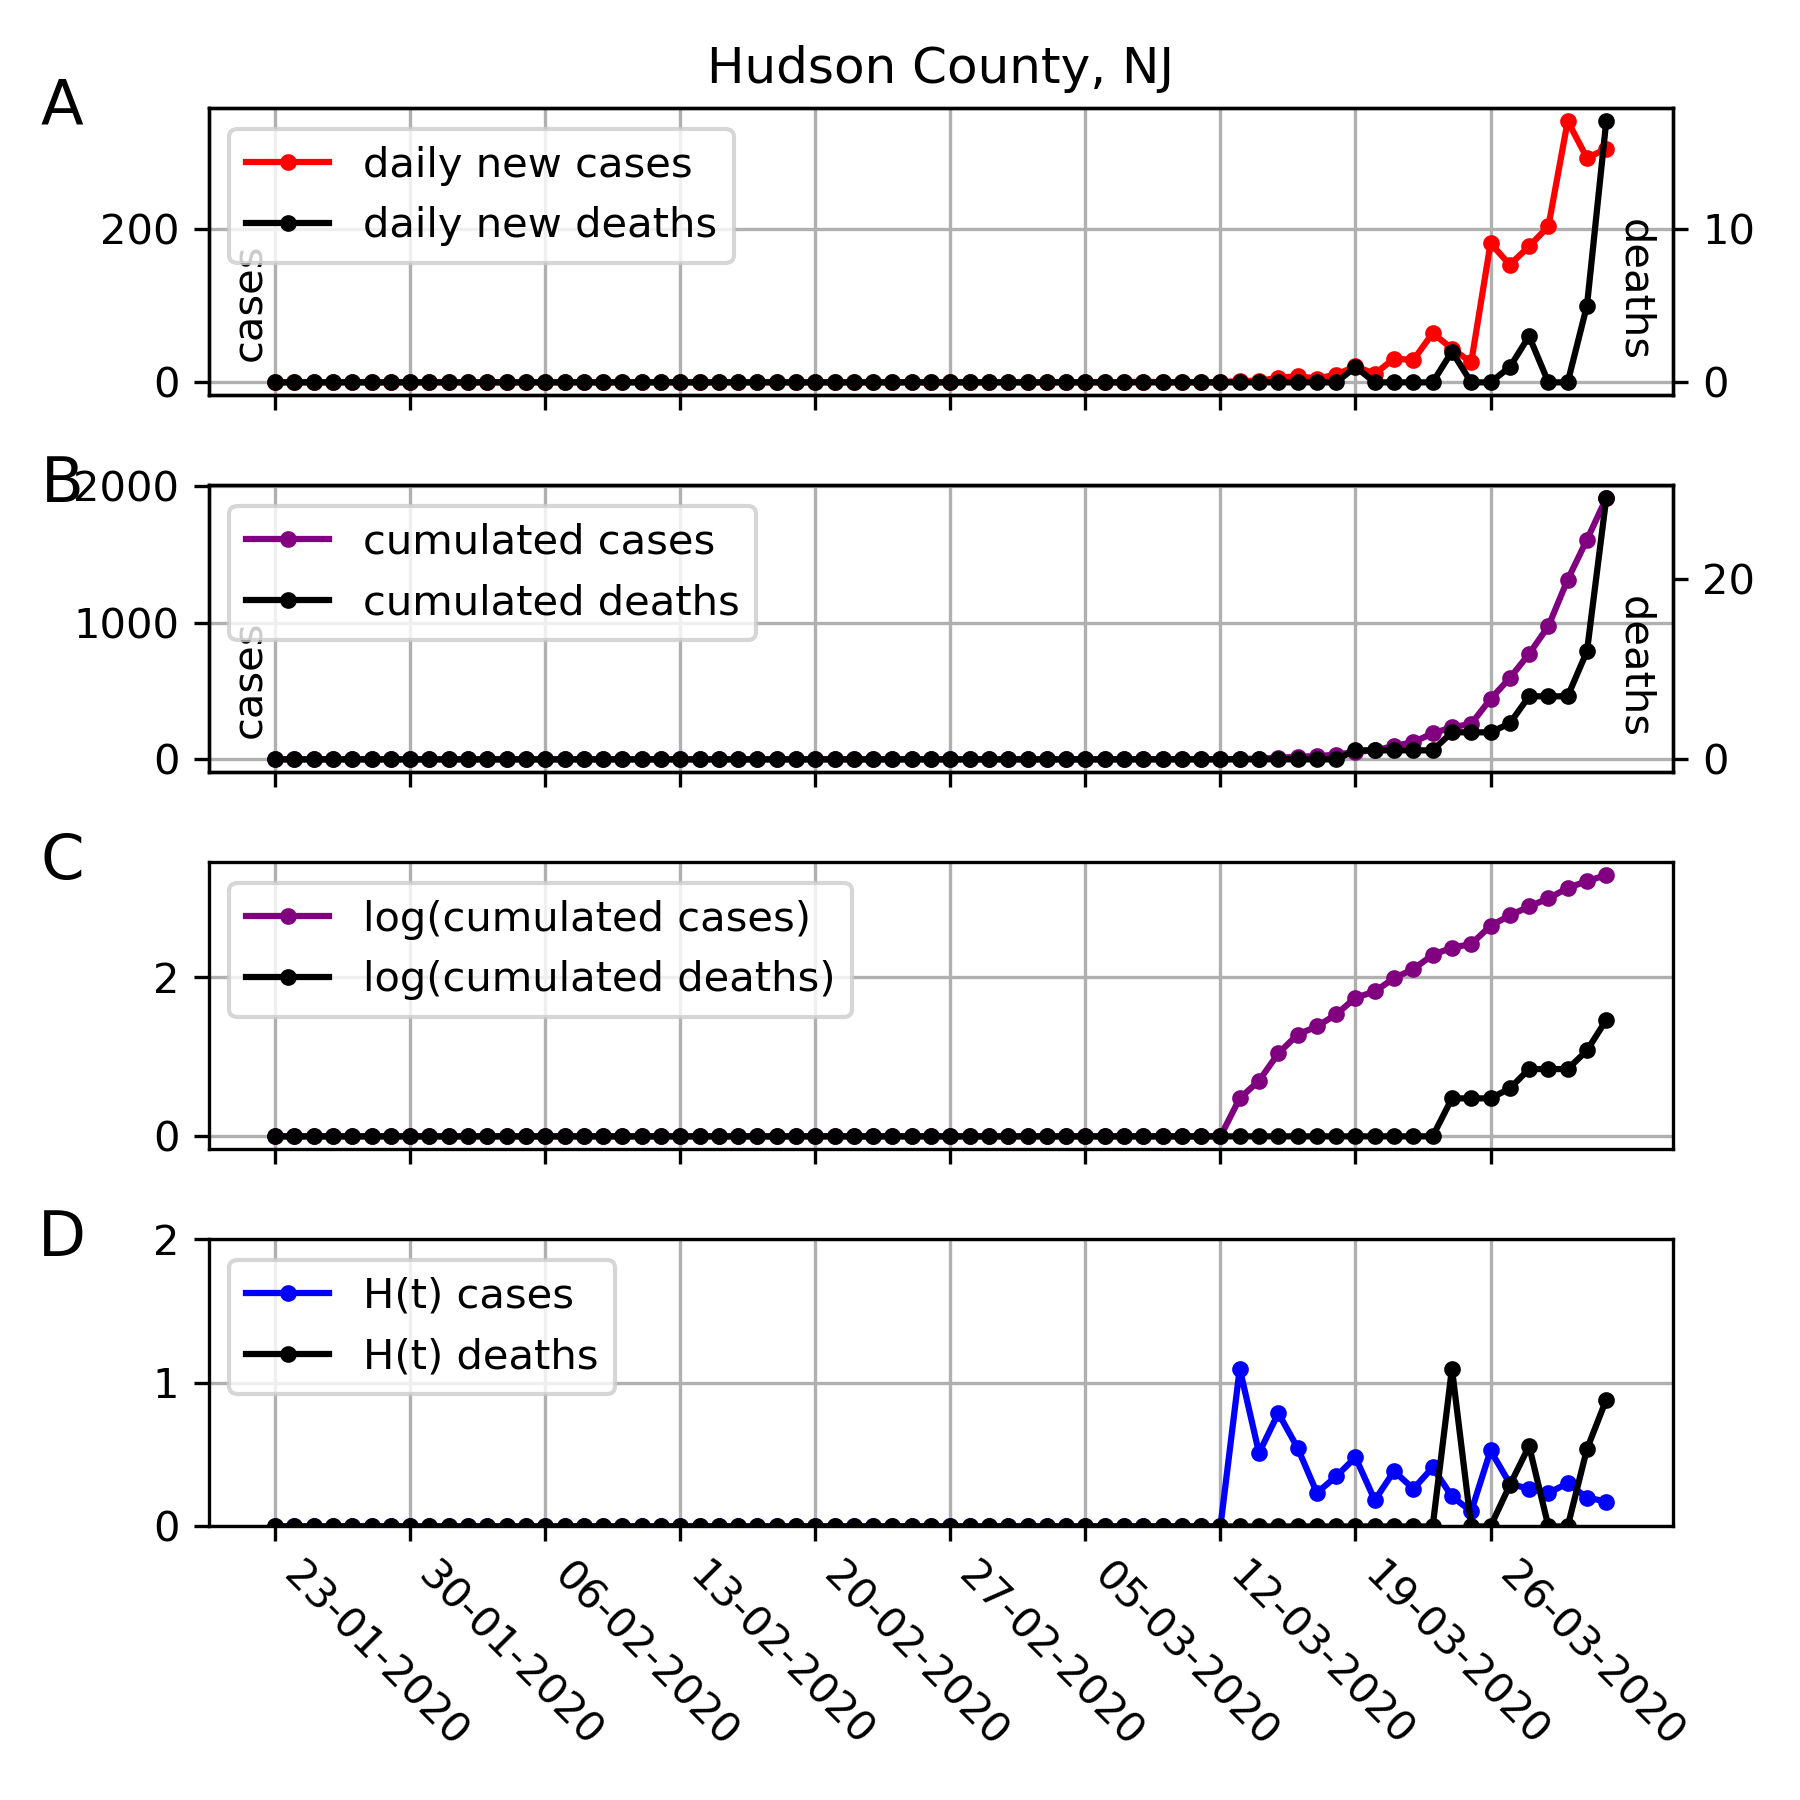 Hudson County, NJ
A
daily new cases
daily new deaths
200
0
cases
10
0
deaths
B
cumulated cases
cumulated deaths
2000
1000
0
cases
20
0
deaths
C
log(cumulated cases)
log(cumulated deaths)
2
0
D
H(t) cases
H(t) deaths
2
1
0
23-01-2020
30-01-2020
06-02-2020
13-02-2020
20-02-2020
27-02-2020
05-03-2020
12-03-2020
19-03-2020
26-03-2020